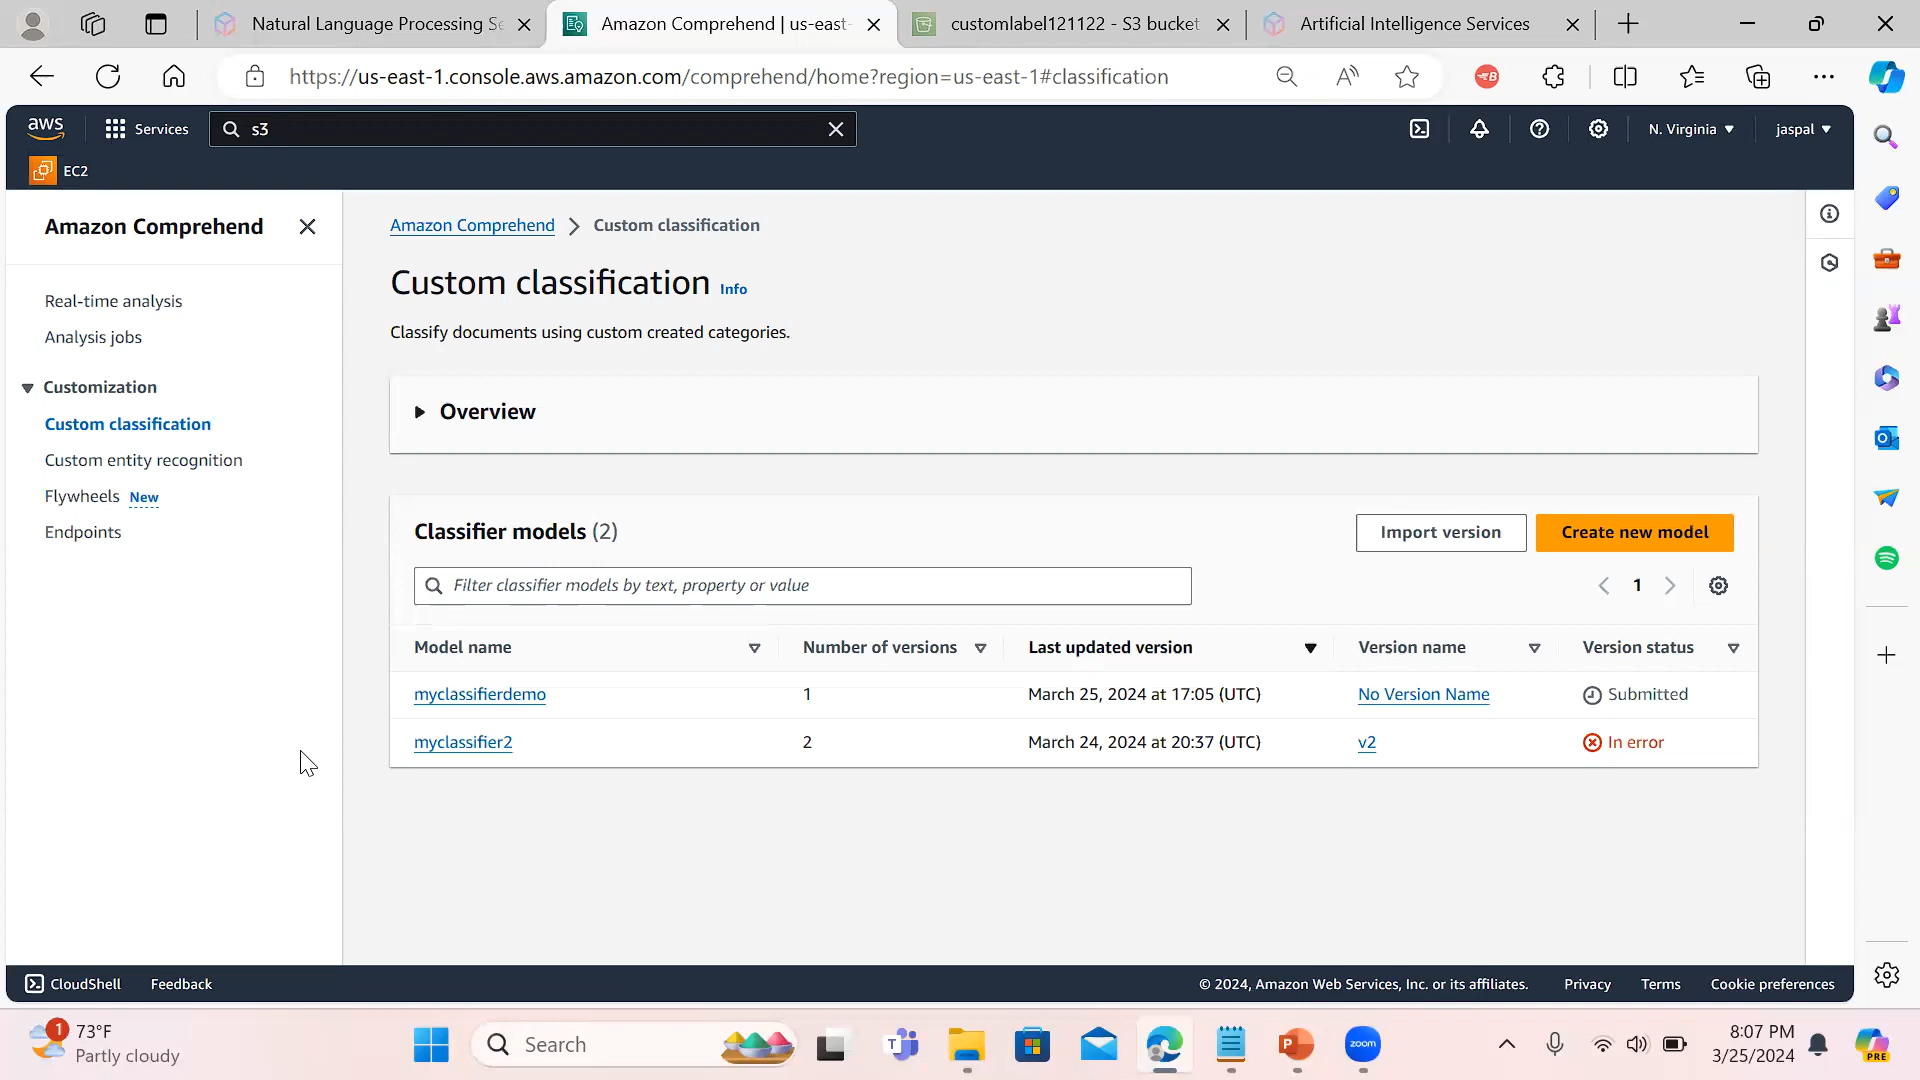 Natural Language Processing Se
Amazon Comprehend | us-east-
customlabel121122 - S3 bucket
Artificial Intelligence Services
https://us-east-1.console.aws.amazon.com/comprehend/home?region=us-east-1#classification
aws
Services
s3
N. Virginia
jaspal
EC2
Amazon Comprehend
Real-time analysis
Analysis jobs
Customization
Custom classification
Custom entity recognition
Flywheels New
Endpoints
Amazon Comprehend
Custom classification
Custom classification Info
Classify documents using custom created categories.
Overview
Classifier models (2)
Import version
Create new model
Filter classifier models by text, property or value
1
Model name
Number of versions
Last updated version
Version name
Version status
myclassifierdemo
1
March 25, 2024 at 17:05 (UTC)
No Version Name
Submitted
myclassifier2
2
March 24, 2024 at 20:37 (UTC)
v2
In error
CloudShell
Feedback
© 2024, Amazon Web Services, Inc. or its affiliates.
Privacy
Terms
Cookie preferences
1
73°F
Partly cloudy
Search
zoom
8:07 PM
3/25/2024
PRE